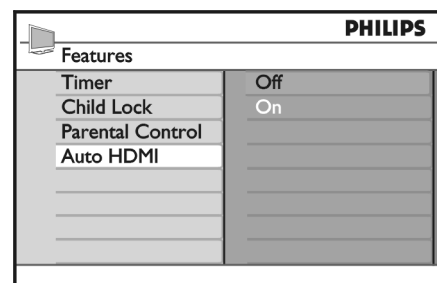 PHILIPS
Features
Timer
Child Lock
Parental Control
Auto HDMI
Off
On